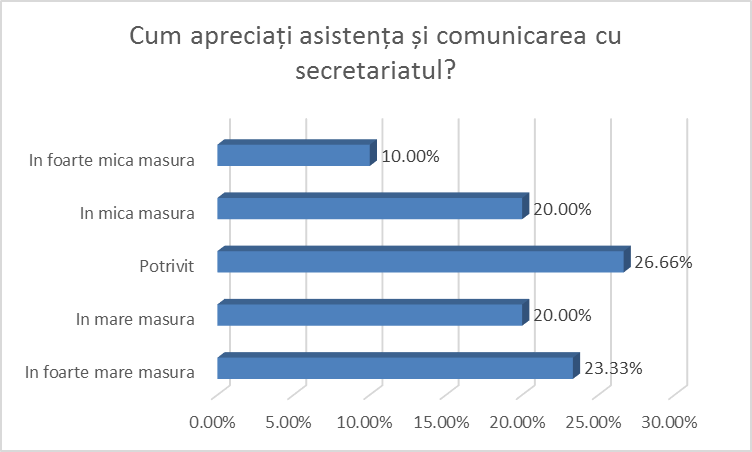 Cum apreciați asistența și comunicarea cu
secretariatul?
In foarte mica masura
10.00%
In mica masura
20.00%
Potrivit
26.66%
In mare masura
20.00%
In foarte mare masura
23.33%
0.00% 5.00% 10.00% 15.00% 20.00% 25.00% 30.00%